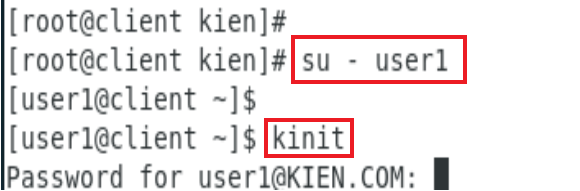 [root@client kien]#
[root@client kien]# su - user1
[user1@client ~]$
[user1@client ~]$ kinit
Password for user1@KIEN.COM: